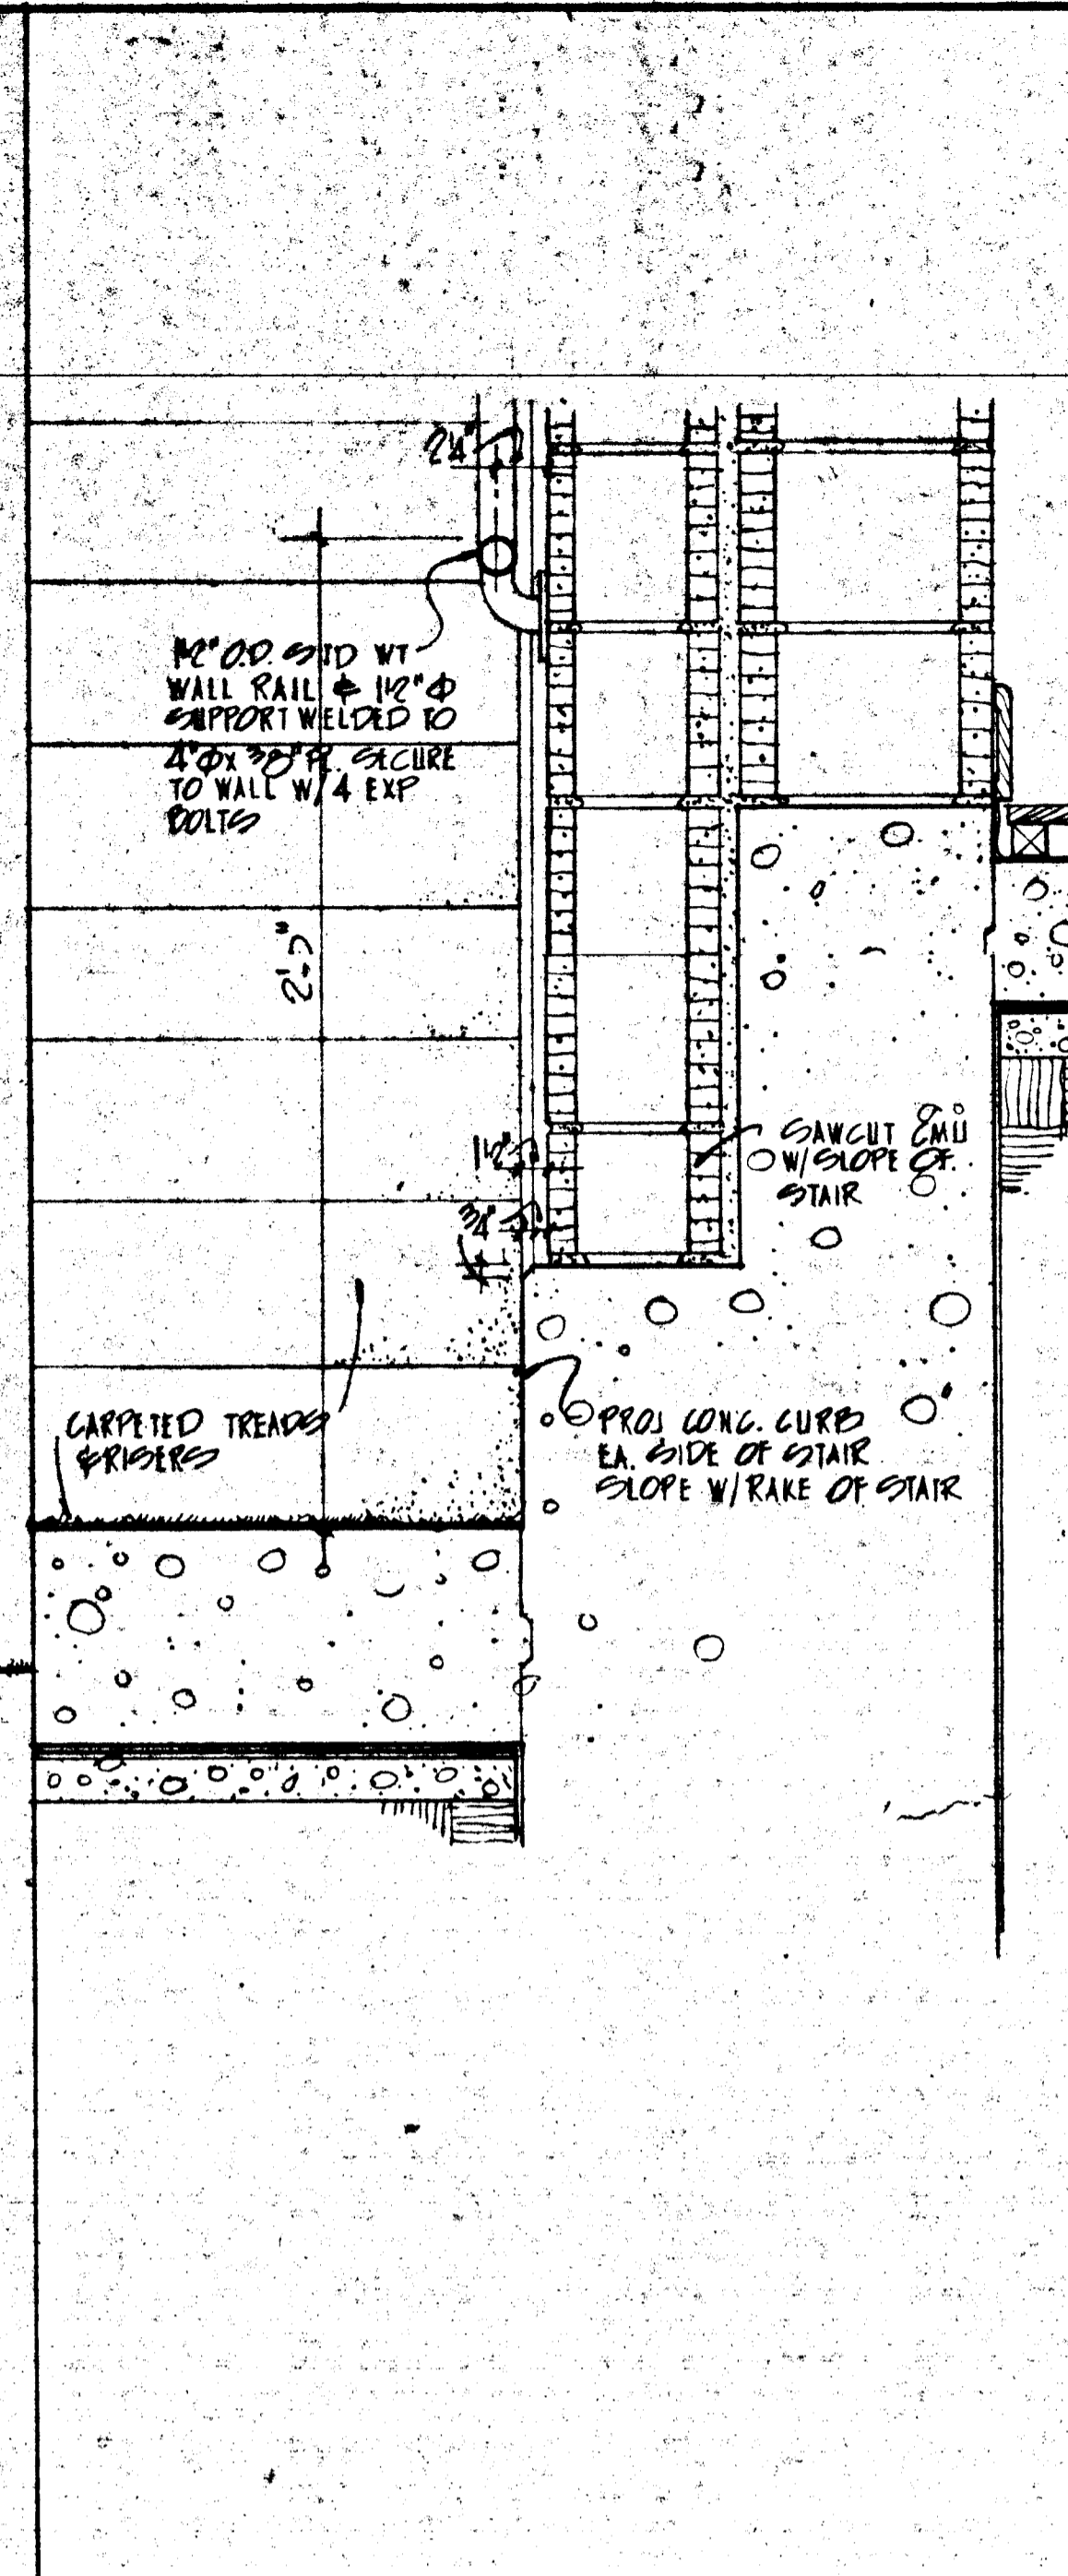 2¼"
1½" O.D. STD WT
WALL RAIL & 1½"Φ
SUPPORT WELDED TO
4"Φ x ⅜" PL. SECURE
TO WALL W/ 4 EXP
BOLTS
2'-5"
1½"
¾"
SAWCUT CMU
W/ SLOPE OF
STAIR
CARPETED TREADS
& RISERS
PROJ CONC. CURB
EA. SIDE OF STAIR
SLOPE W/ RAKE OF STAIR